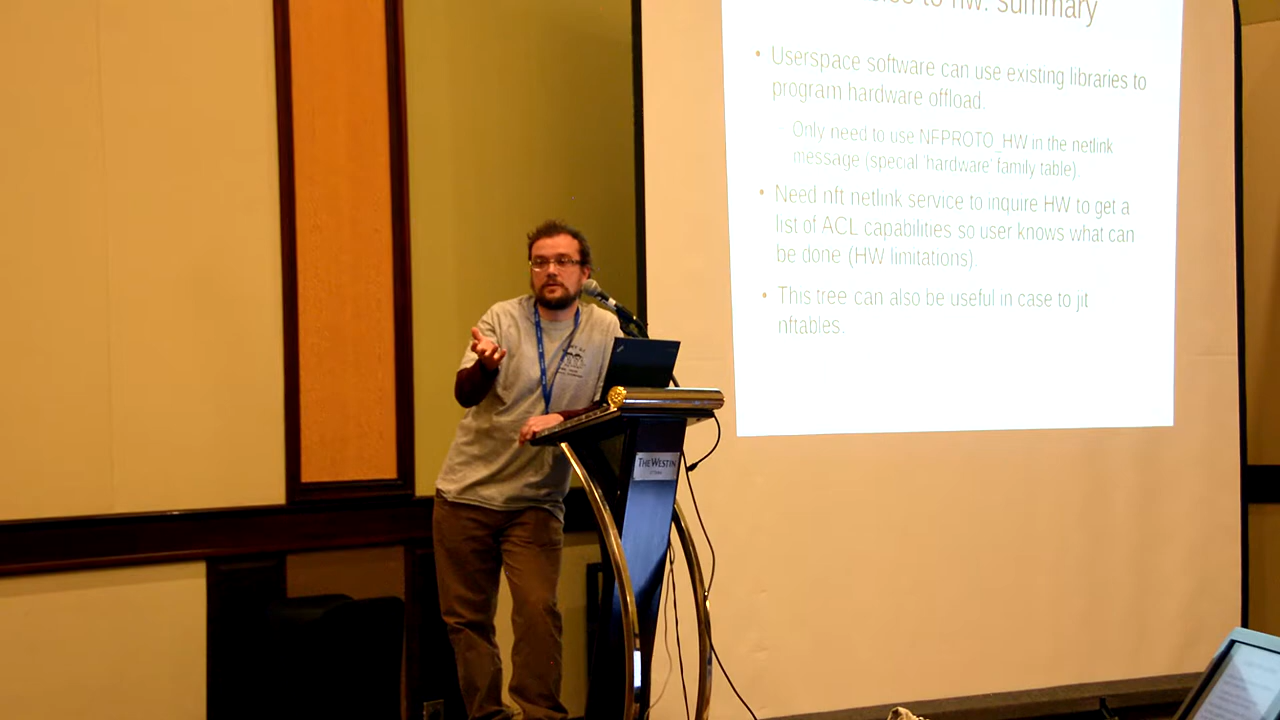 to hw: summary
• Userspace software can use existing libraries to
program hardware offload.
– Only need to use NFPROTO_HW in the netlink
message (special 'hardware' family table).
• Need nft netlink service to inquire HW to get a
list of ACL capabilities so user knows what can
be done (HW limitations).
• This tree can also be useful in case to jit
nftables.
THE WESTIN